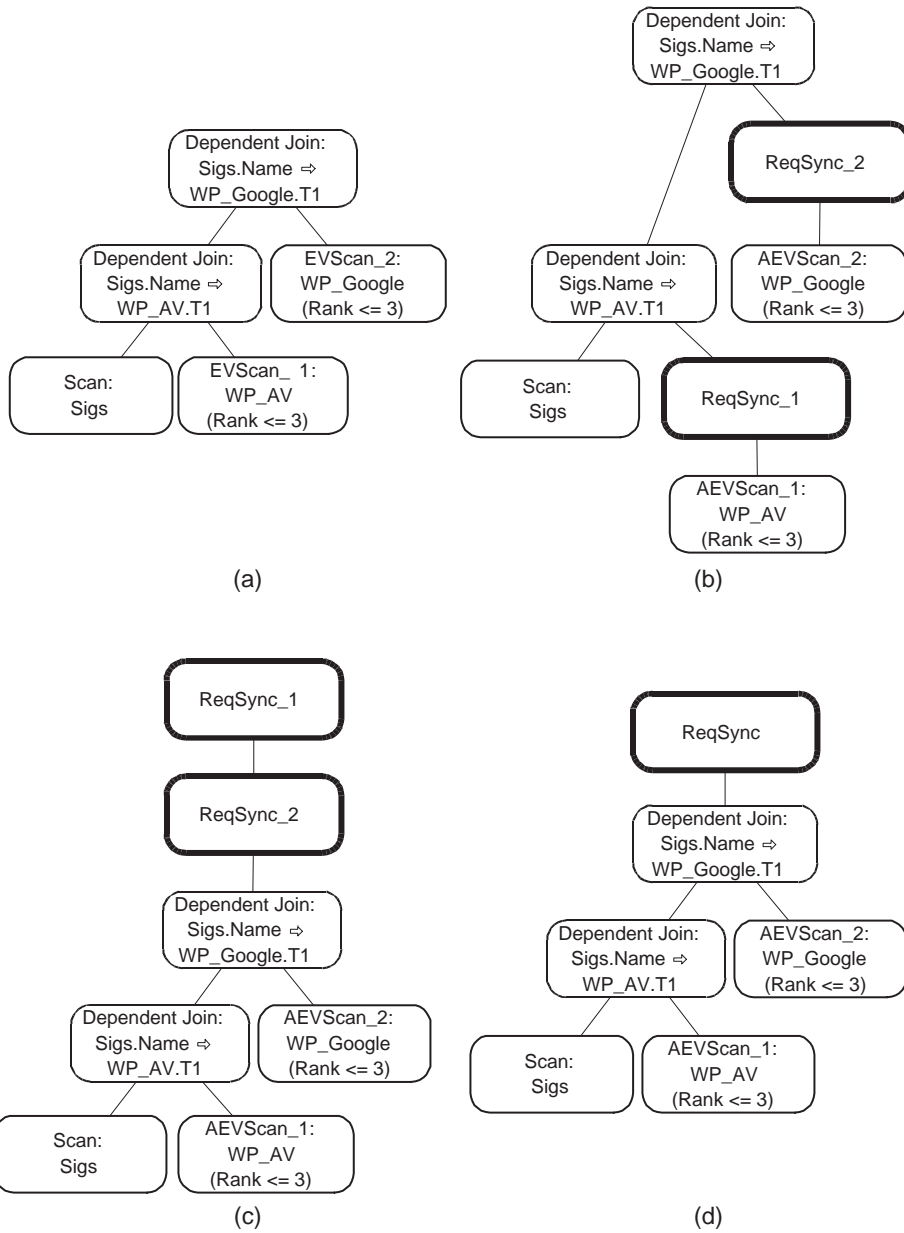 Dependent Join:
Sigs.Name ⇨
WP_Google.T1
Dependent Join:
Sigs.Name ⇨
WP_AV.T1
EVScan_2:
WP_Google
(Rank <= 3)
Scan:
Sigs
EVScan_ 1:
WP_AV
(Rank <= 3)
(a)
Dependent Join:
Sigs.Name ⇨
WP_Google.T1
ReqSync_2
Dependent Join:
Sigs.Name ⇨
WP_AV.T1
AEVScan_2:
WP_Google
(Rank <= 3)
Scan:
Sigs
ReqSync_1
AEVScan_1:
WP_AV
(Rank <= 3)
(b)
ReqSync_1
ReqSync_2
Dependent Join:
Sigs.Name ⇨
WP_Google.T1
Dependent Join:
Sigs.Name ⇨
WP_AV.T1
AEVScan_2:
WP_Google
(Rank <= 3)
Scan:
Sigs
AEVScan_1:
WP_AV
(Rank <= 3)
(c)
ReqSync
Dependent Join:
Sigs.Name ⇨
WP_Google.T1
Dependent Join:
Sigs.Name ⇨
WP_AV.T1
AEVScan_2:
WP_Google
(Rank <= 3)
Scan:
Sigs
AEVScan_1:
WP_AV
(Rank <= 3)
(d)